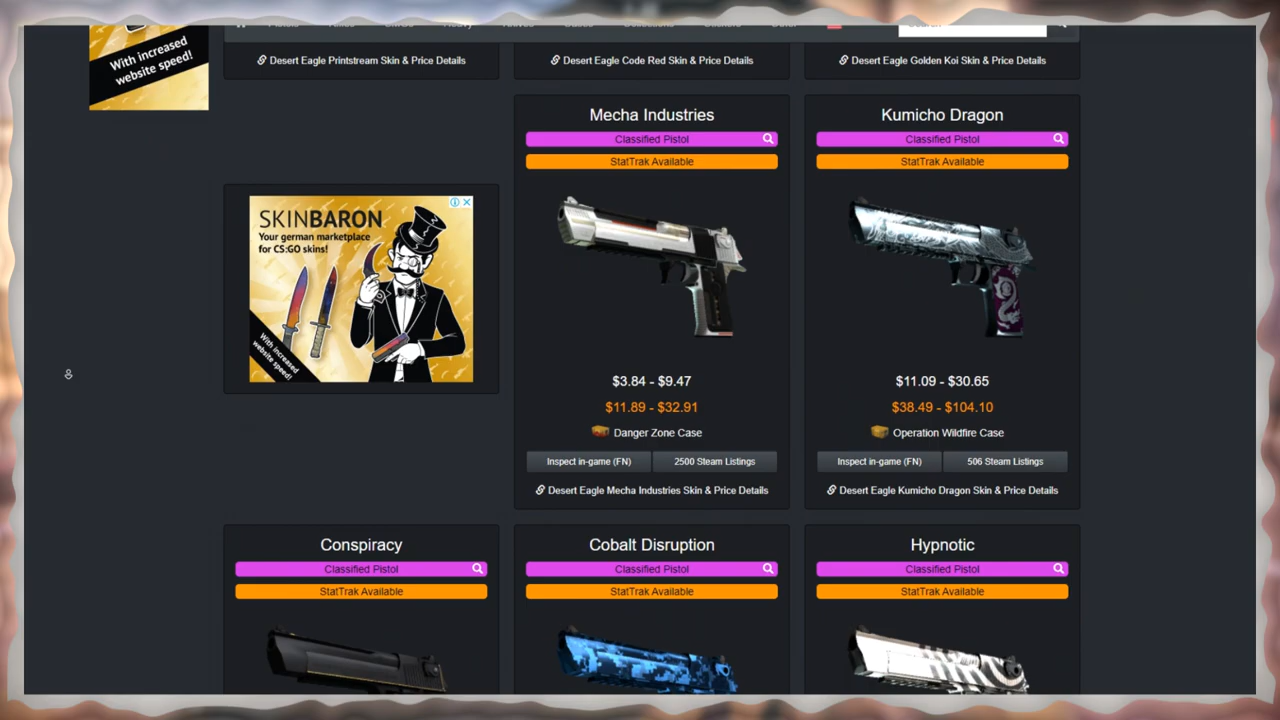 With increased
website speed!
Desert Eagle Printstream Skin & Price Details
Desert Eagle Code Red Skin & Price Details
Desert Eagle Golden Koi Skin & Price Details
Mecha Industries
Classified Pistol
StatTrak Available
$3.84 - $9.47
$11.89 - $32.91
Danger Zone Case
Inspect in-game (FN)
2500 Steam Listings
Desert Eagle Mecha Industries Skin & Price Details
Kumicho Dragon
Classified Pistol
StatTrak Available
$11.09 - $30.65
$38.49 - $104.10
Operation Wildfire Case
Inspect in-game (FN)
506 Steam Listings
Desert Eagle Kumicho Dragon Skin & Price Details
SKINBARON
Your german marketplace
for CS:GO skins!
With increased
website speed!
Conspiracy
Classified Pistol
StatTrak Available
Cobalt Disruption
Classified Pistol
StatTrak Available
Hypnotic
Classified Pistol
StatTrak Available